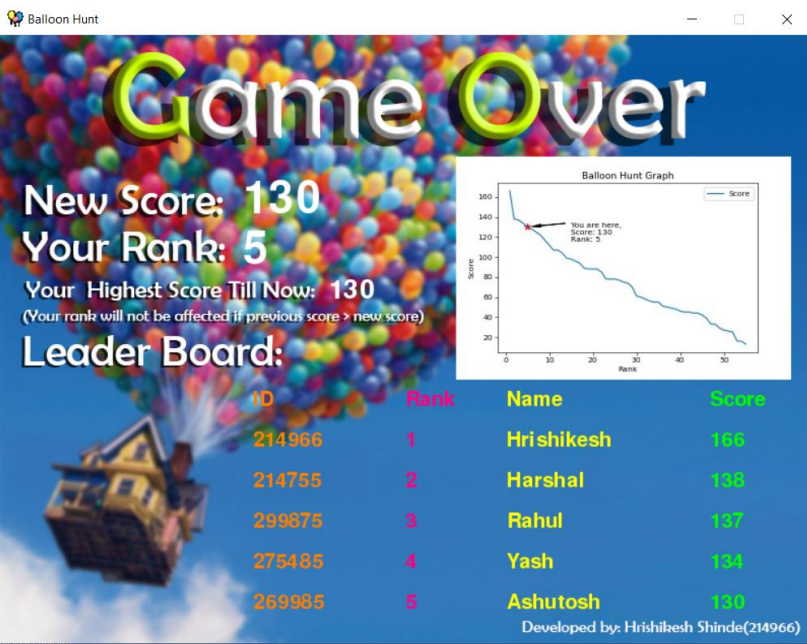 Balloon Hunt
Game Over
New Score: 130
Your Rank: 5
Your Highest Score Till Now: 130
(Your rank will not be affected if previous score > new score)
Leader Board:
Balloon Hunt Graph
Score
You are here,
Score: 130
Rank: 5
160
140
120
100
80
60
40
20
Score
0 10 20 30 40 50
Rank
ID Rank Name Score
214966 1 Hrishikesh 166
214755 2 Harshal 138
299875 3 Rahul 137
275485 4 Yash 134
269985 5 Ashutosh 130
Developed by: Hrishikesh Shinde(214966)